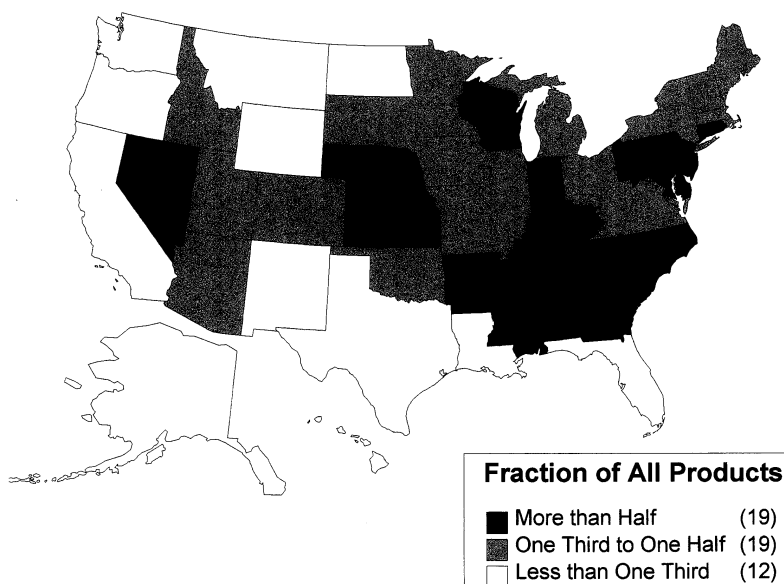 Fraction of All Products
More than Half (19)
One Third to One Half (19)
Less than One Third (12)